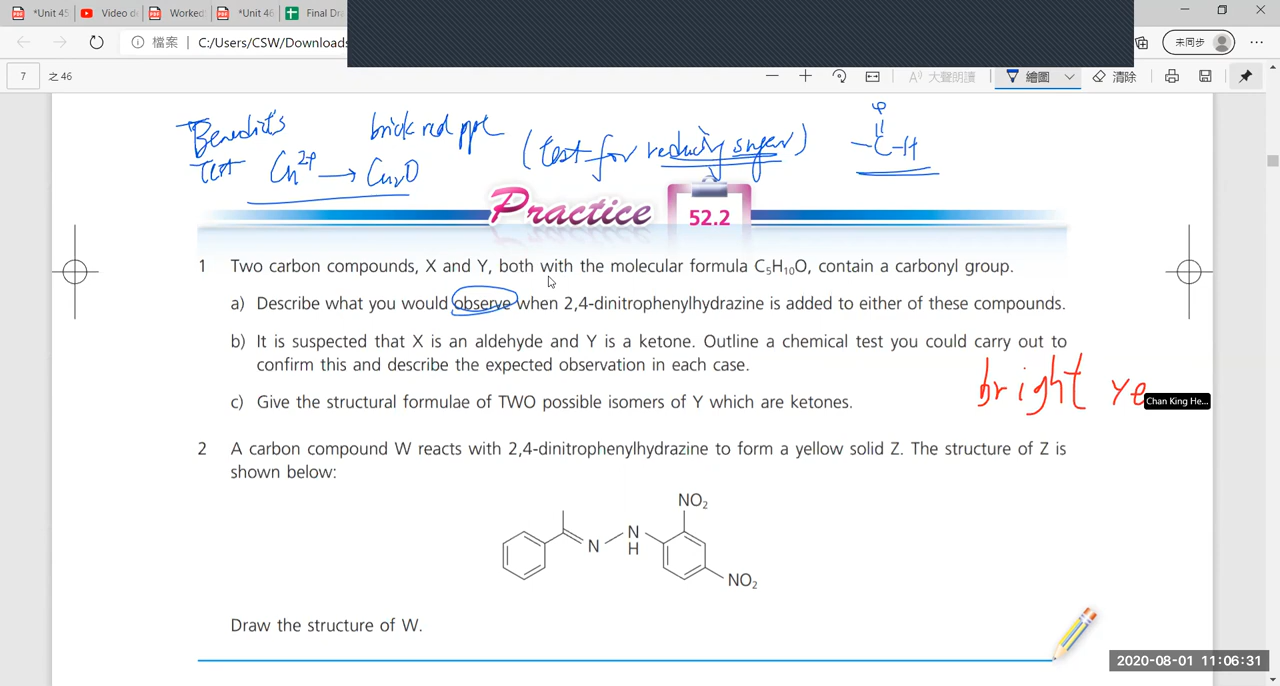 *Unit 45
Video d
Worked
*Unit 46
Final Dra
檔案
C:/Users/CSW/Downloads
未同步
7
之 46
大聲朗讀
繪圖
清除
Benedict's
Test
Cu²⁺ → Cu₂O
brick red ppt
(test for reducing sugar)
O
—C—H
Practice 52.2
1 Two carbon compounds, X and Y, both with the molecular formula C₅H₁₀O, contain a carbonyl group.
a) Describe what you would observe when 2,4-dinitrophenylhydrazine is added to either of these compounds.
b) It is suspected that X is an aldehyde and Y is a ketone. Outline a chemical test you could carry out to
confirm this and describe the expected observation in each case.
bright ye
Chan King He...
c) Give the structural formulae of TWO possible isomers of Y which are ketones.
2 A carbon compound W reacts with 2,4-dinitrophenylhydrazine to form a yellow solid Z. The structure of Z is
shown below:
NO₂
N
N
H
NO₂
Draw the structure of W.
2020-08-01 11:06:31